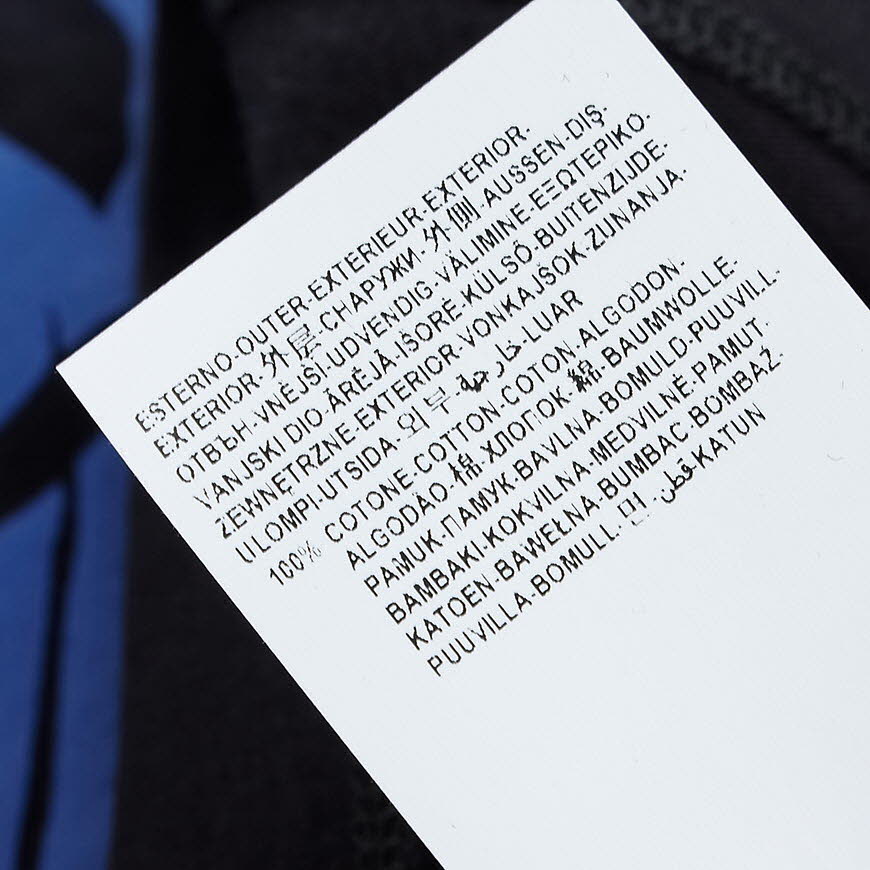 ESTERNO-OUTER-EXTERIEUR-EXTERIOR-
EXTERIOR-外层-СНАРУЖИ-外側-AUSSEN-DIŞ-
ОТВЪН-VNĔJŠÍ-UDVENDIG-VÄLIMINE-ΕΞΩΤΕΡΙΚΟ-
VANJSKI DIO-ĀRĒJĀ-IŠORĖ-KÜLSŐ-BUITENZIJDE-
ZEWNĘTRZNE-EXTERIOR-VONKAJŠOK-ZUNANJA-
ULOMPI-UTSIDA-외부-خارجية-LUAR
100% COTONE-COTTON-COTON-ALGODON-
ALGODÃO-棉-ХЛОПОК-綿-BAUMWOLLE-
PAMUK-ПАМУК-BAVLNA-BOMULD-PUUVILL-
BAMBAKI-KOKVILNA-MEDVILNĖ-PAMUT-
KATOEN-BAWEŁNA-BUMBAC-BOMBAŽ-
PUUVILLA-BOMULL-면-قطن-KATUN